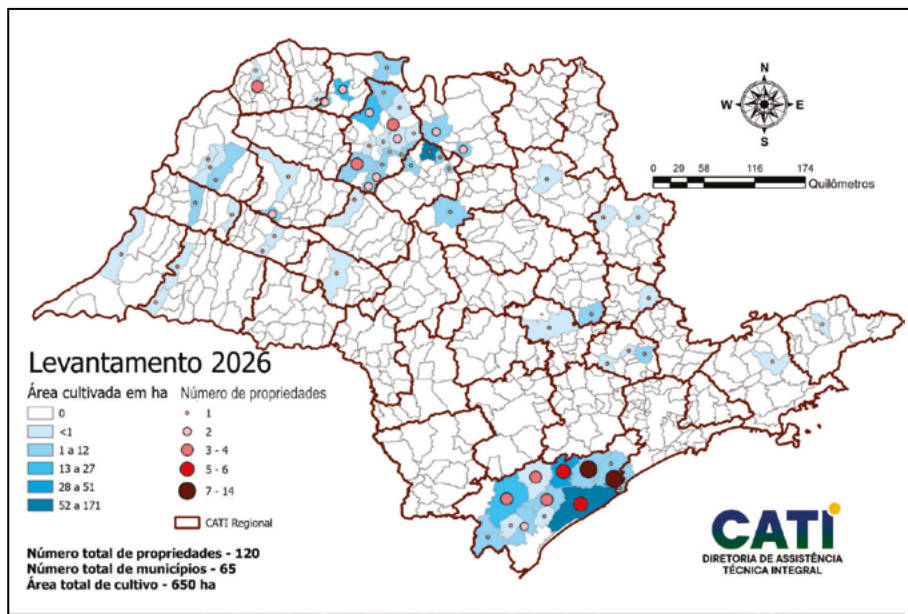 N
W
E
S
0 29 58 116 174
Quilômetros
Levantamento 2026
Área cultivada em ha
0
<1
1 a 12
13 a 27
28 a 51
52 a 171
Número de propriedades
1
2
3 - 4
5 - 6
7 - 14
CATI Regional
Número total de propriedades - 120
Número total de municípios - 65
Área total de cultivo - 650 ha
CATI
DIRETORIA DE ASSISTÊNCIA
TÉCNICA INTEGRAL